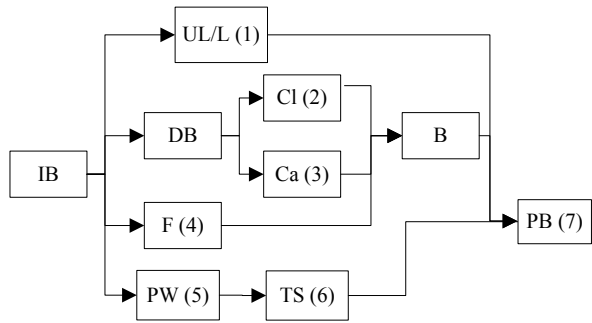 UL/L (1)
Cl (2)
DB
B
Ca (3)
IB
PB (7)
F (4)
PW (5)
TS (6)